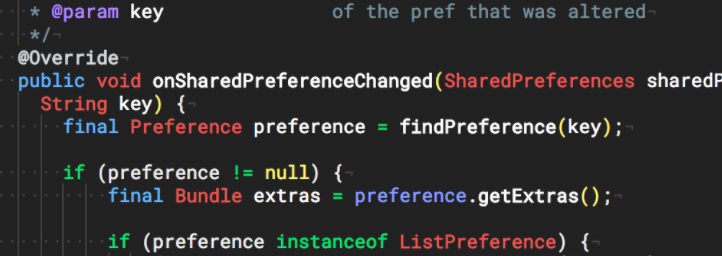 * @param key of the pref that was altered
*/
@Override
public void onSharedPreferenceChanged(SharedPreferences sharedP
String key) {
final Preference preference = findPreference(key);
if (preference != null) {
final Bundle extras = preference.getExtras();
if (preference instanceof ListPreference) {